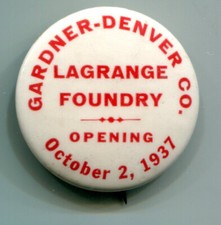 GARDNER-DENVER CO.
LAGRANGE
FOUNDRY
OPENING
October 2, 1937